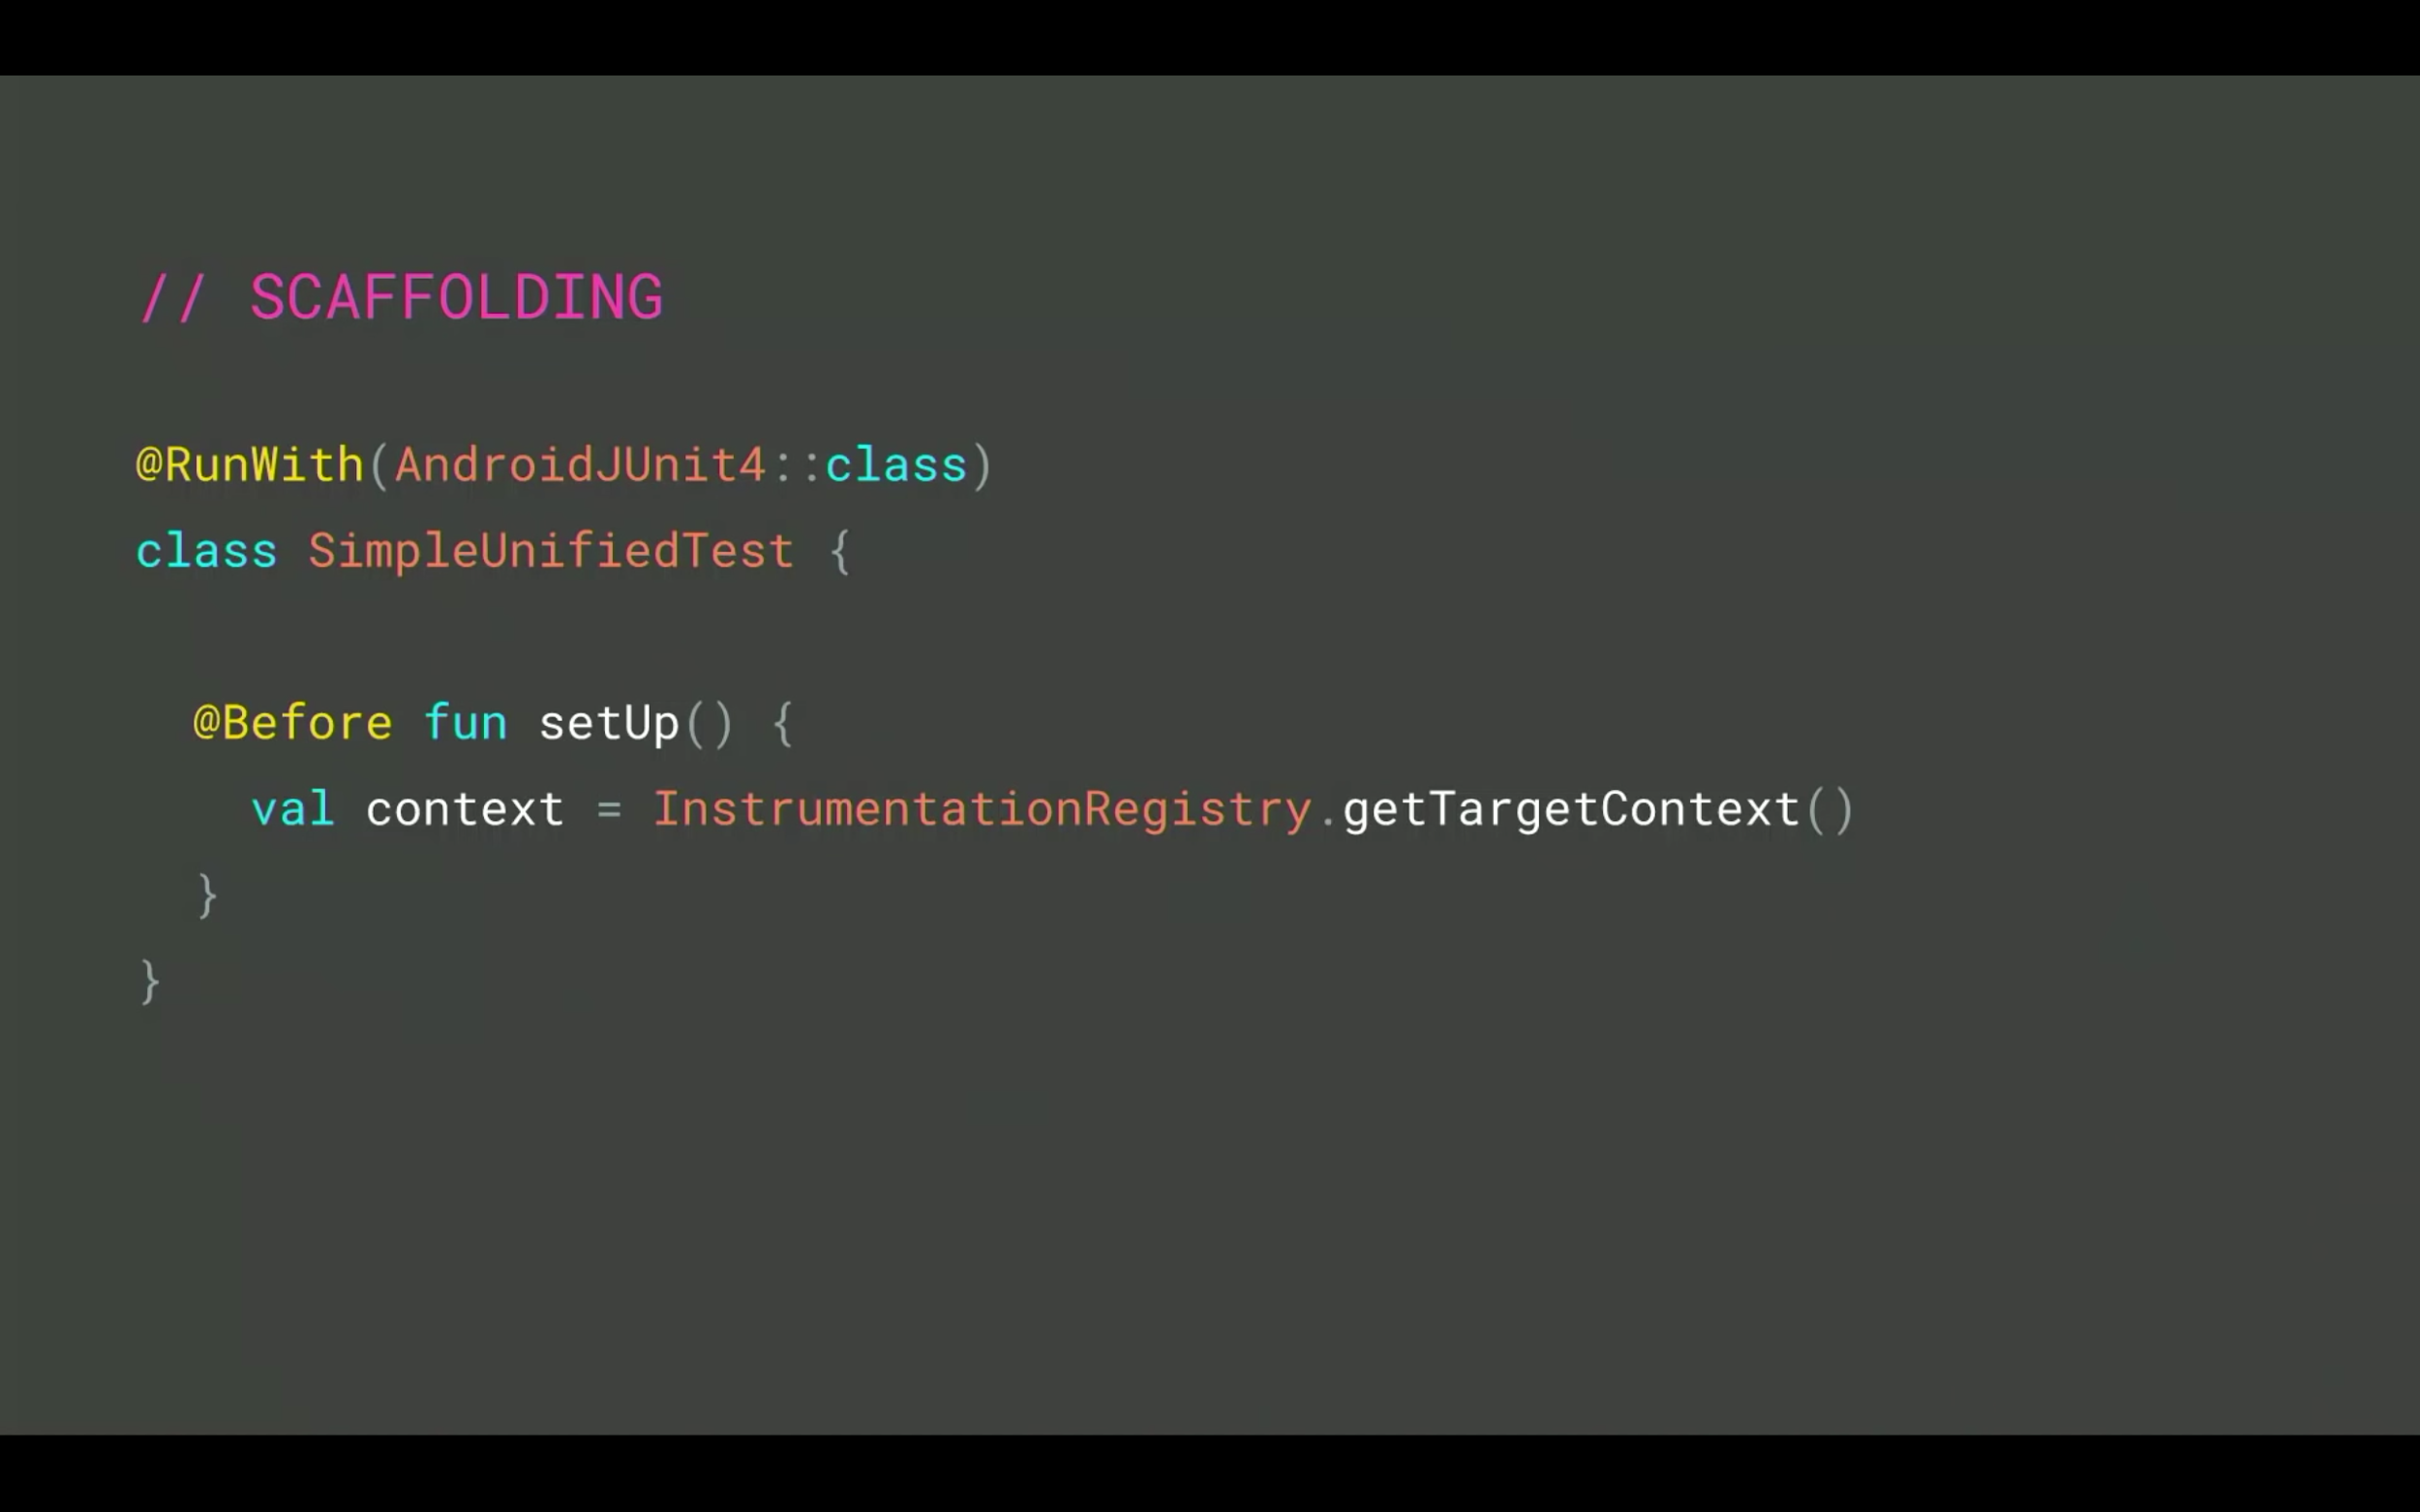 // SCAFFOLDING
@RunWith(AndroidJUnit4::class)
class SimpleUnifiedTest {
@Before fun setUp() {
val context = InstrumentationRegistry.getTargetContext()
}
}